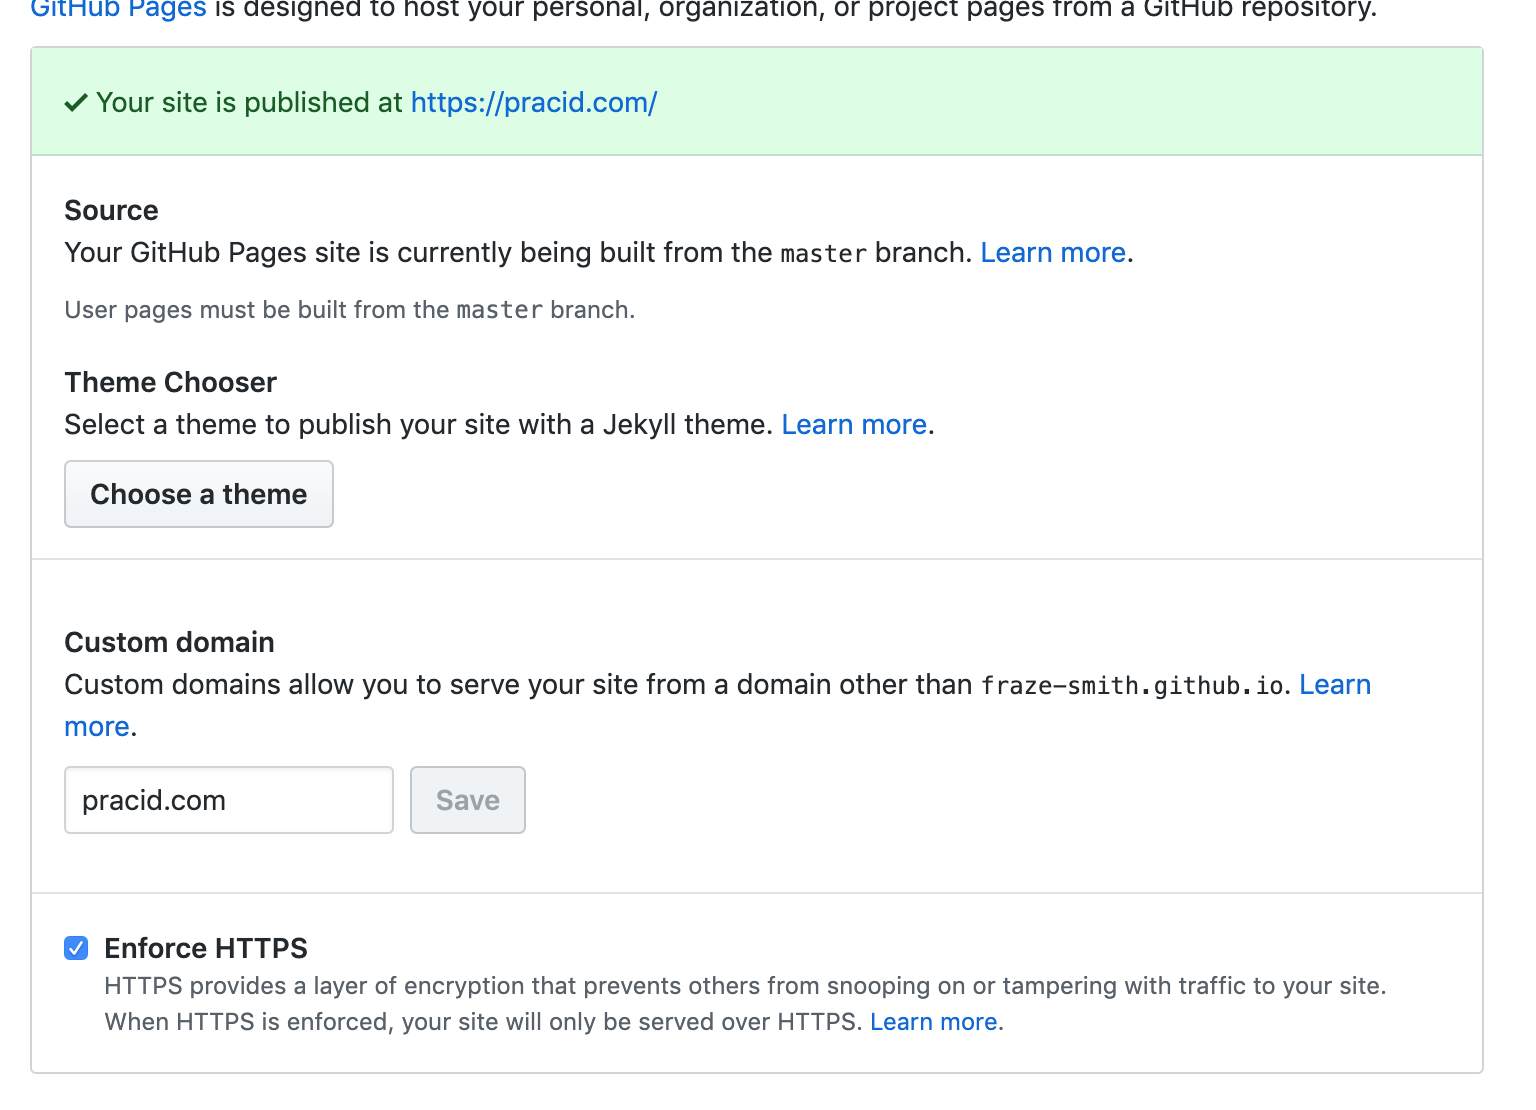 GitHub Pages is designed to host your personal, organization, or project pages from a GitHub repository.
Your site is published at https://pracid.com/
Source
Your GitHub Pages site is currently being built from the master branch. Learn more.
User pages must be built from the master branch.
Theme Chooser
Select a theme to publish your site with a Jekyll theme. Learn more.
Choose a theme
Custom domain
Custom domains allow you to serve your site from a domain other than fraze-smith.github.io. Learn
more.
pracid.com Save
Enforce HTTPS
HTTPS provides a layer of encryption that prevents others from snooping on or tampering with traffic to your site.
When HTTPS is enforced, your site will only be served over HTTPS. Learn more.